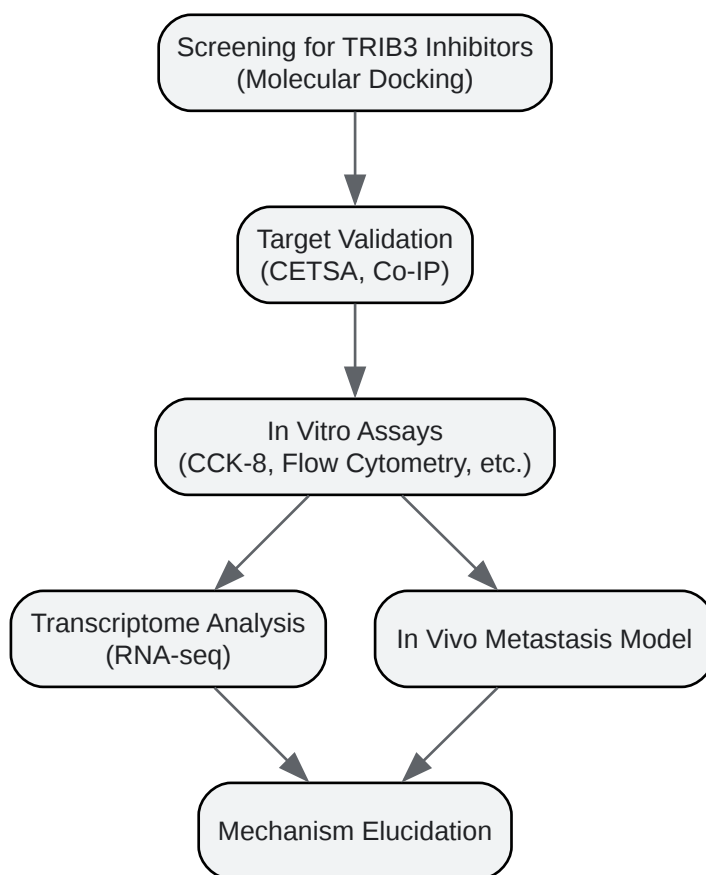 Screening for TRIB3 Inhibitors
(Molecular Docking)
Target Validation
(CETSA, Co-IP)
In Vitro Assays
(CCK-8, Flow Cytometry, etc.)
Transcriptome Analysis
(RNA-seq)
In Vivo Metastasis Model
Mechanism Elucidation